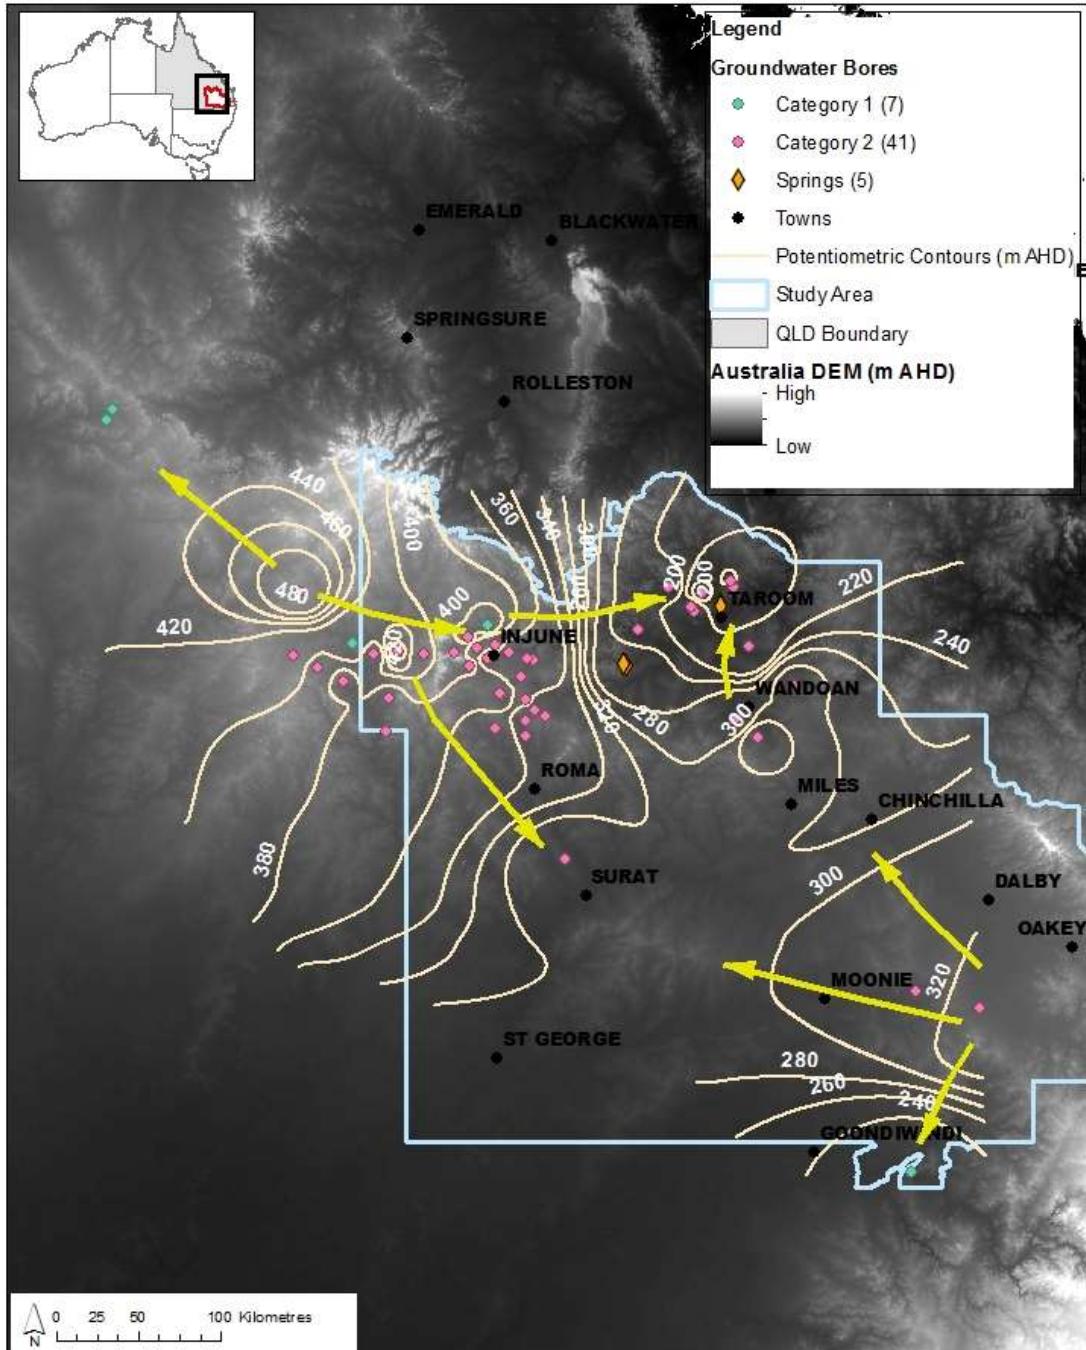 Legend
Groundwater Bores
Category 1 (7)
Category 2 (41)
Springs (5)
Towns
Potentiometric Contours (m AHD)
Study Area
QLD Boundary
Australia DEM (m AHD)
High
Low
E
EMERALD
BLACKWATER
SPRINGSURE
ROLLESTON
440
460
480
420
400
360
340
400
200
200
220
240
TAROOM
INJUNE
WANDOAN
280
320
300
ROMA
MILES
CHINCHILLA
380
SURAT
300
DALBY
OAKEY
320
MOONIE
ST GEORGE
280
260
240
GOONDIWINDI
0 25 50 100 Kilometres
N